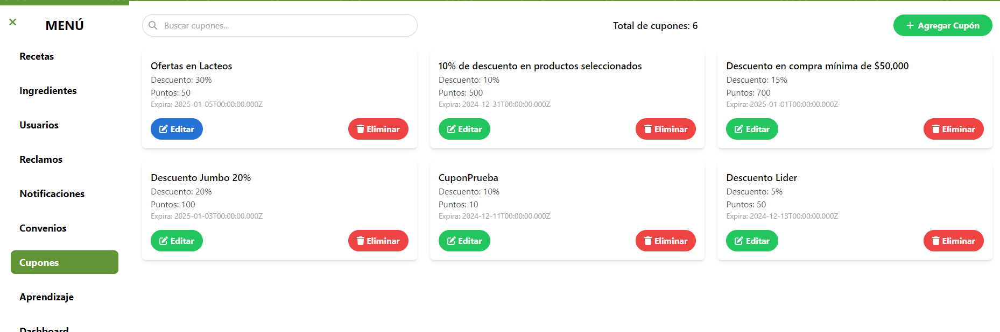 MENÚ
Recetas
Ingredientes
Usuarios
Reclamos
Notificaciones
Convenios
Cupones
Aprendizaje
Dashboard
Buscar cupones...
Total de cupones: 6
Agregar Cupón
Ofertas en Lacteos
Descuento: 30%
Puntos: 50
Expira: 2025-01-05T00:00:00.000Z
Editar
Eliminar
10% de descuento en productos seleccionados
Descuento: 10%
Puntos: 500
Expira: 2024-12-31T00:00:00.000Z
Editar
Eliminar
Descuento en compra mínima de $50,000
Descuento: 15%
Puntos: 700
Expira: 2025-01-01T00:00:00.000Z
Editar
Eliminar
Descuento Jumbo 20%
Descuento: 20%
Puntos: 100
Expira: 2025-01-03T00:00:00.000Z
Editar
Eliminar
CuponPrueba
Descuento: 10%
Puntos: 10
Expira: 2024-12-11T00:00:00.000Z
Editar
Eliminar
Descuento Lider
Descuento: 5%
Puntos: 50
Expira: 2024-12-13T00:00:00.000Z
Editar
Eliminar